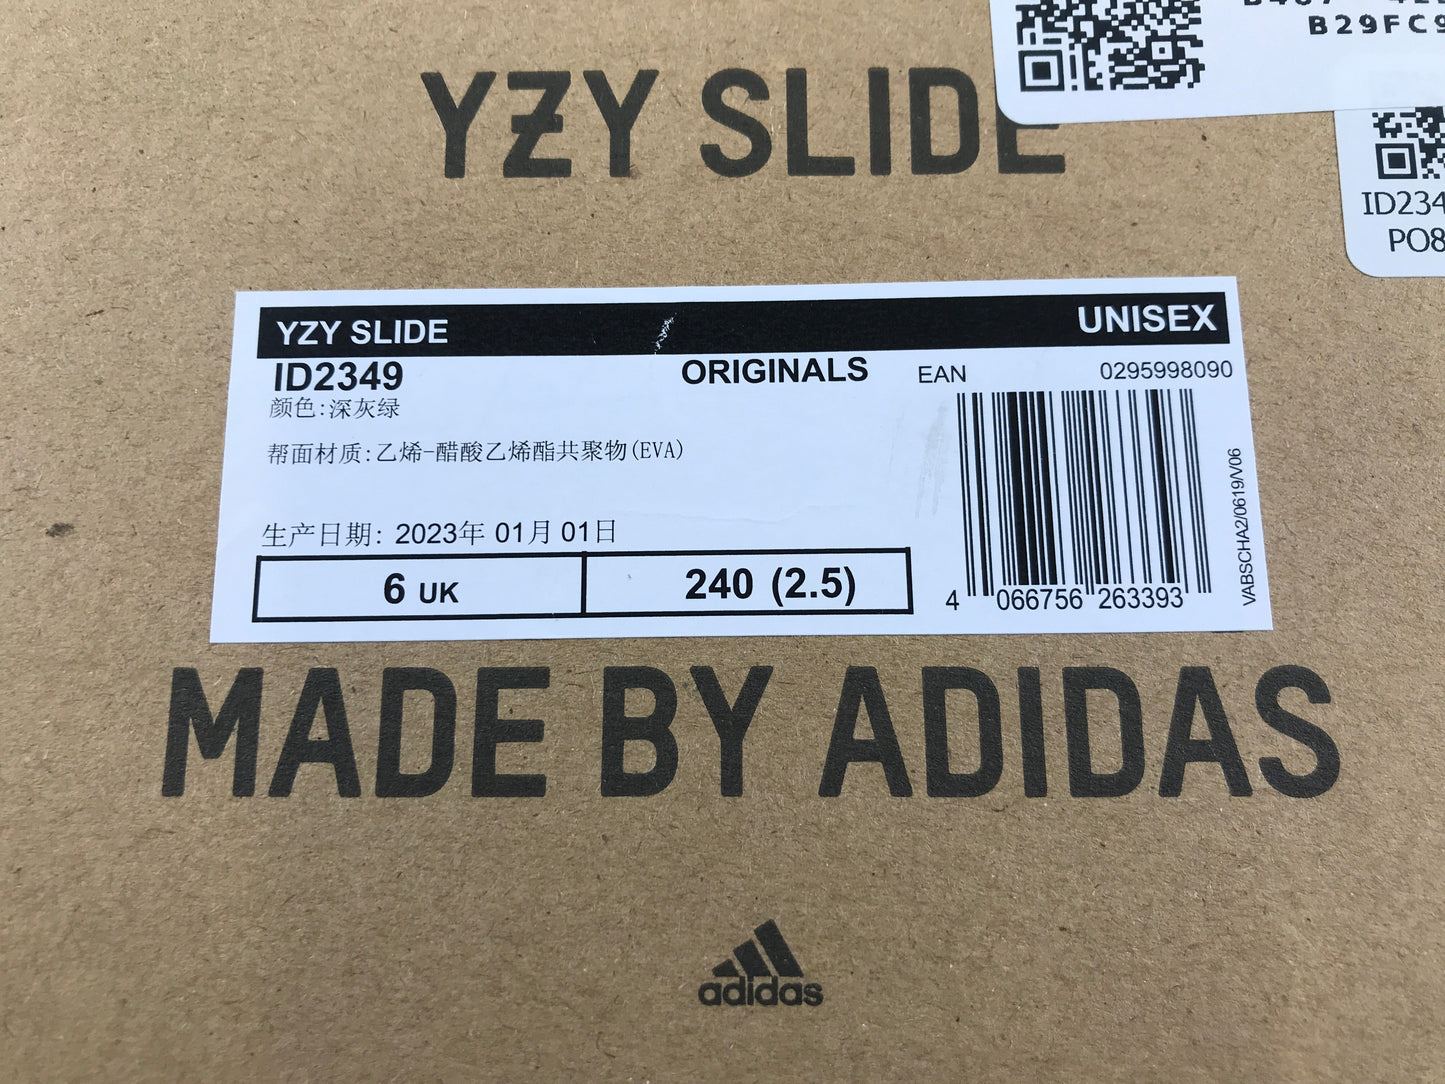 B29FC9
YZY SLIDE
ID234
PO8
YZY SLIDE
UNISEX
ID2349
ORIGINALS
EAN
0295998090
颜色:深灰绿
帮面材质:乙烯-醋酸乙烯酯共聚物(EVA)
生产日期: 2023年 01月 01日
6 UK
240 (2.5)
4 066756 263393
VABSCHA2/0619/V06
MADE BY ADIDAS
adidas